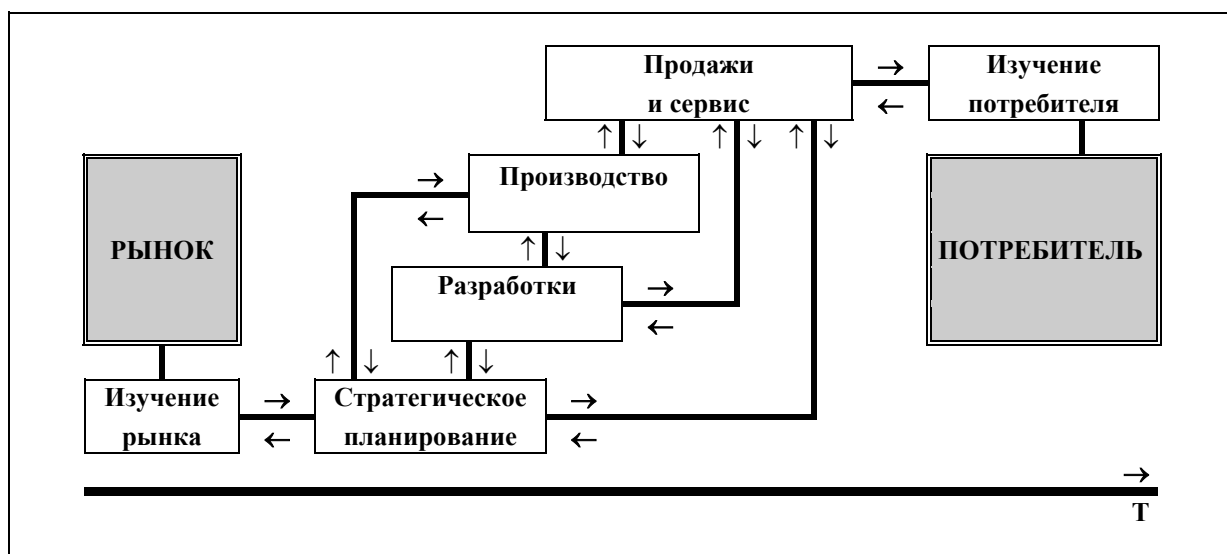 Продажи
и сервис
Изучение
потребителя
Производство
РЫНОК
ПОТРЕБИТЕЛЬ
Разработки
Изучение
рынка
Стратегическое
планирование
Т